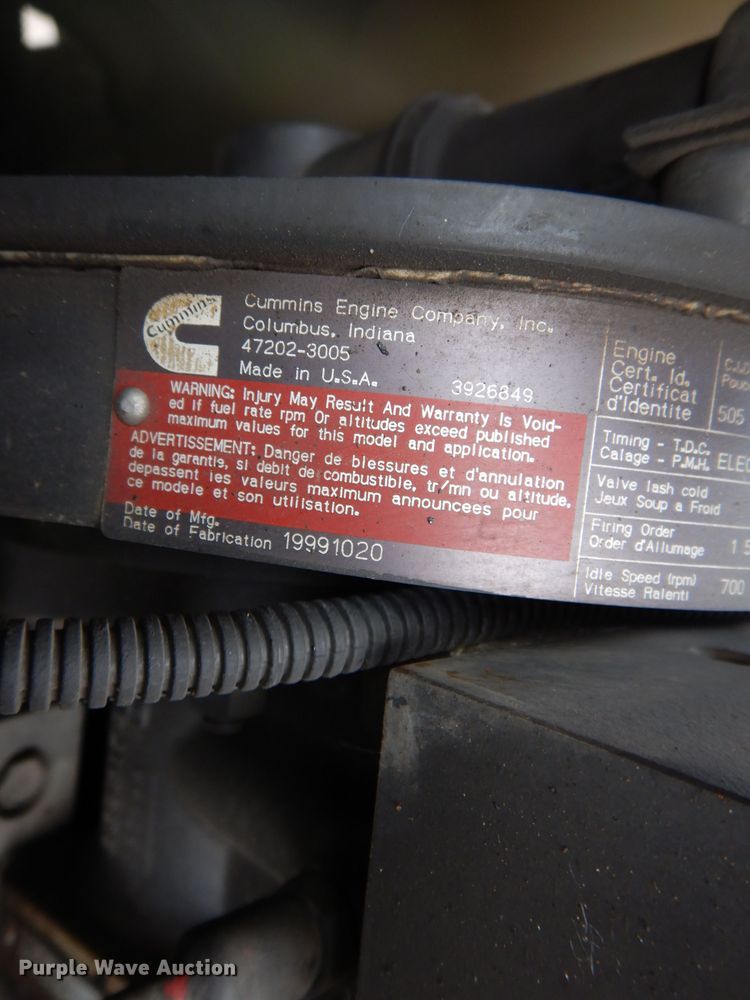 Cummins
Cummins Engine Company, Inc.
Columbus, Indiana
47202-3005
Made in U.S.A.
3926849
WARNING: Injury May Result And Warranty Is Void-
ed If fuel rate rpm Or altitudes exceed published
maximum values for this model and application.
ADVERTISSEMENT: Danger de blessures et d'annulation
de la garantie, si debit de combustible, tr/mn ou altitude,
depassent les valeurs maximum announcees pour
ce modele et son utilisation.
Date of Mfg.
Date of Fabrication 19991020
Engine
Cert. Id.
Certificat
d'Identite
505
Timing - T.D.C.
Calage - P.M.H.
Valve lash cold
Jeux Soup a Froid
Firing Order
Order d'Allumage
1 5
Idle Speed (rpm)
Vitesse Ralenti
700
Purple Wave Auction